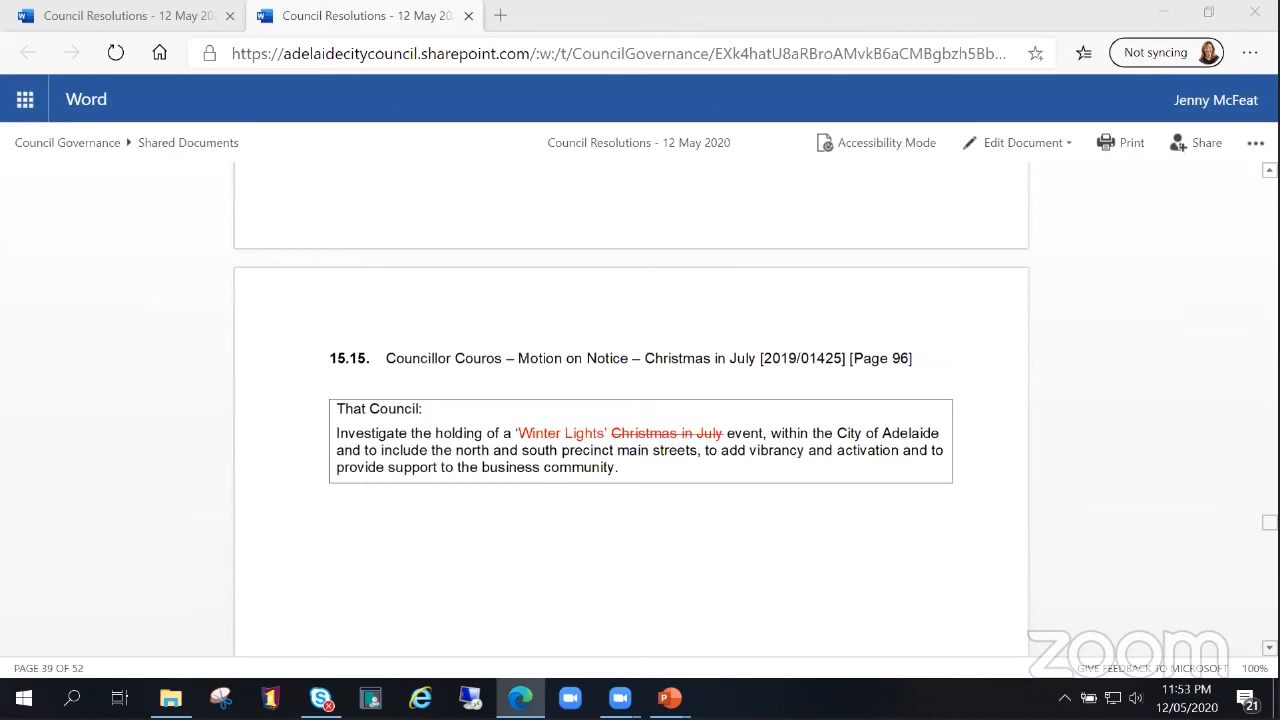 Council Resolutions - 12 May 20
Council Resolutions - 12 May 20.
https://adelaidecitycouncil.sharepoint.com/:w:/t/CouncilGovernance/EXk4hatU8aRBroAMvkB6aCMBgbzh5Bb...
Not syncing
Word
Jenny McFeat
Council Governance
Shared Documents
Council Resolutions - 12 May 2020
Accessibility Mode
Edit Document
Print
Share
15.15. Councillor Couros – Motion on Notice – Christmas in July [2019/01425] [Page 96]
That Council:
Investigate the holding of a ‘Winter Lights’ Christmas in July event, within the City of Adelaide
and to include the north and south precinct main streets, to add vibrancy and activation and to
provide support to the business community.
zoom
PAGE 39 OF 52
GIVE FEEDBACK TO MICROSOFT
100%
11:53 PM
12/05/2020
21